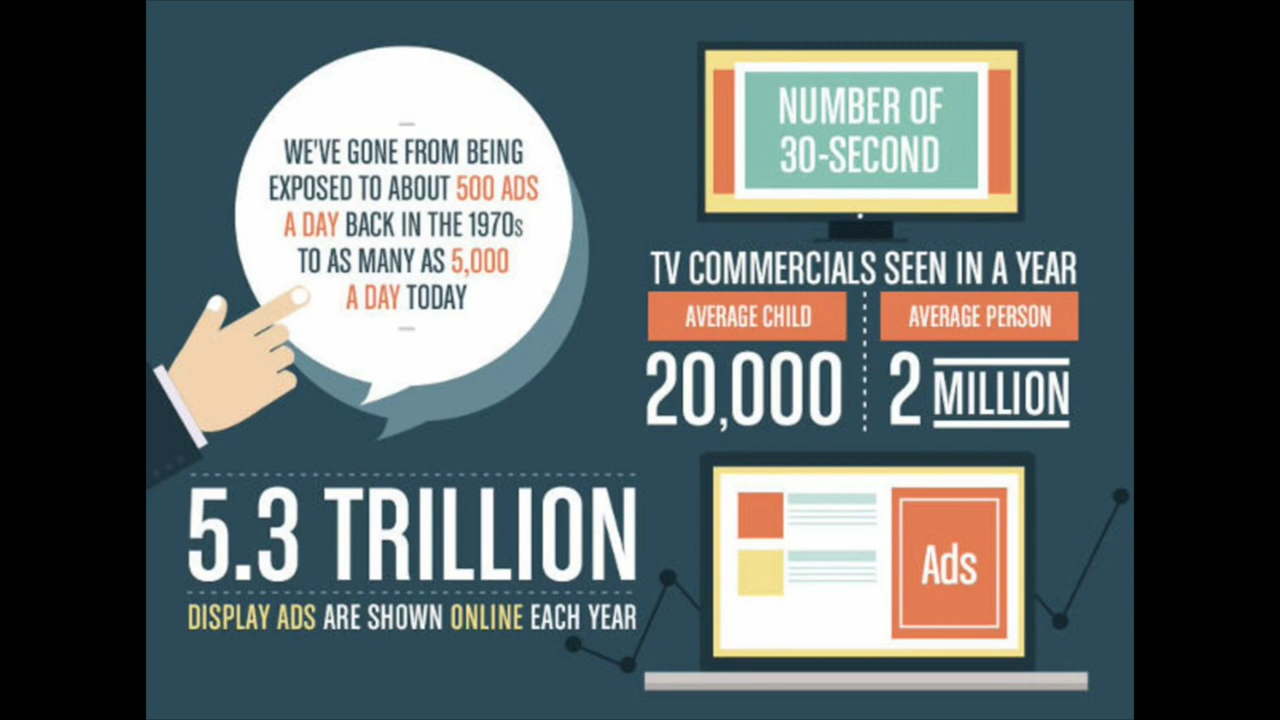 WE'VE GONE FROM BEING
EXPOSED TO ABOUT 500 ADS
A DAY BACK IN THE 1970s
TO AS MANY AS 5,000
A DAY TODAY
NUMBER OF
30-SECOND
TV COMMERCIALS SEEN IN A YEAR
AVERAGE CHILD
20,000
AVERAGE PERSON
2 MILLION
5.3 TRILLION
DISPLAY ADS ARE SHOWN ONLINE EACH YEAR
Ads